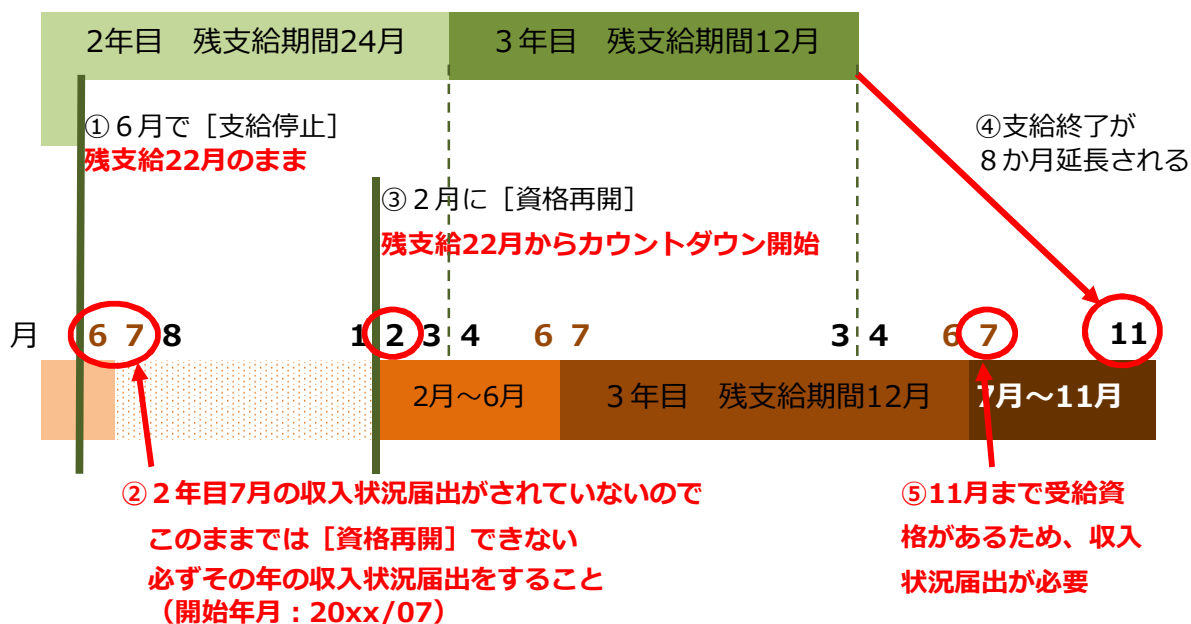 2年目　残支給期間24月
３年目　残支給期間12月
①６月で［支給停止］
残支給22月のまま
④支給終了が
８か月延長される
③２月に［資格再開］
残支給22月からカウントダウン開始
月 6 7 8 1 2 3 4 6 7 3 4 6 7 11
2月～6月
３年目　残支給期間12月
7月～11月
②２年目7月の収入状況届出がされていないので
このままでは［資格再開］できない
必ずその年の収入状況届出をすること
（開始年月：20xx/07）
⑤11月まで受給資
格があるため、収入
状況届出が必要